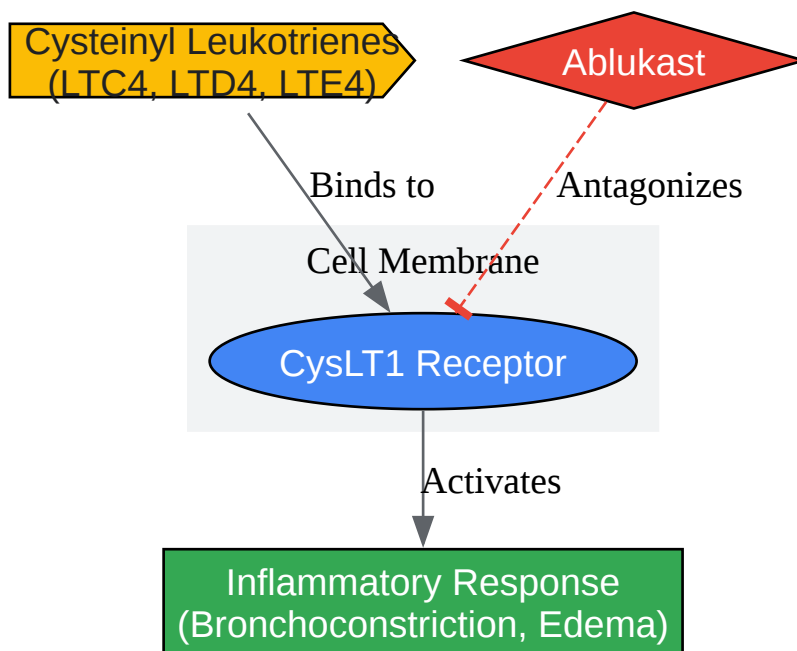 Cysteinyl Leukotrienes
(LTC4, LTD4, LTE4)
Ablukast
Binds to
Antagonizes
Cell Membrane
CysLT1 Receptor
Activates
Inflammatory Response
(Bronchoconstriction, Edema)